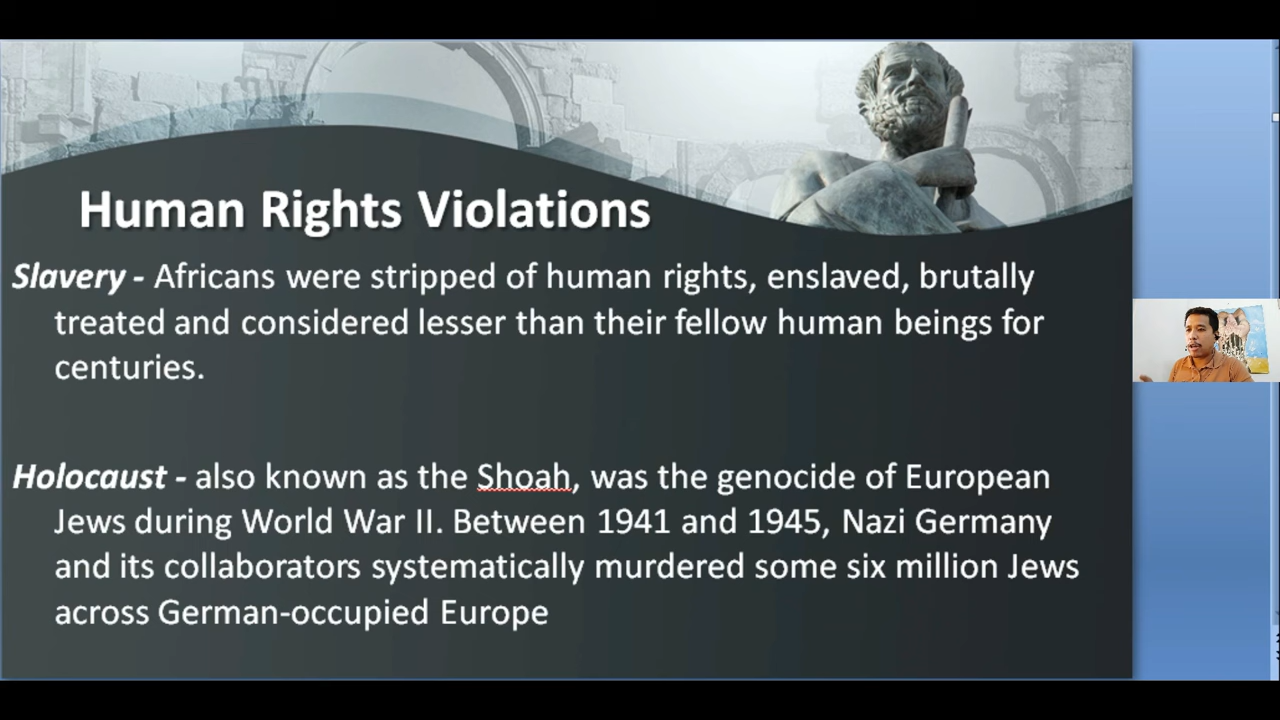 Human Rights Violations
Slavery - Africans were stripped of human rights, enslaved, brutally
treated and considered lesser than their fellow human beings for
centuries.
Holocaust - also known as the Shoah, was the genocide of European
Jews during World War II. Between 1941 and 1945, Nazi Germany
and its collaborators systematically murdered some six million Jews
across German-occupied Europe